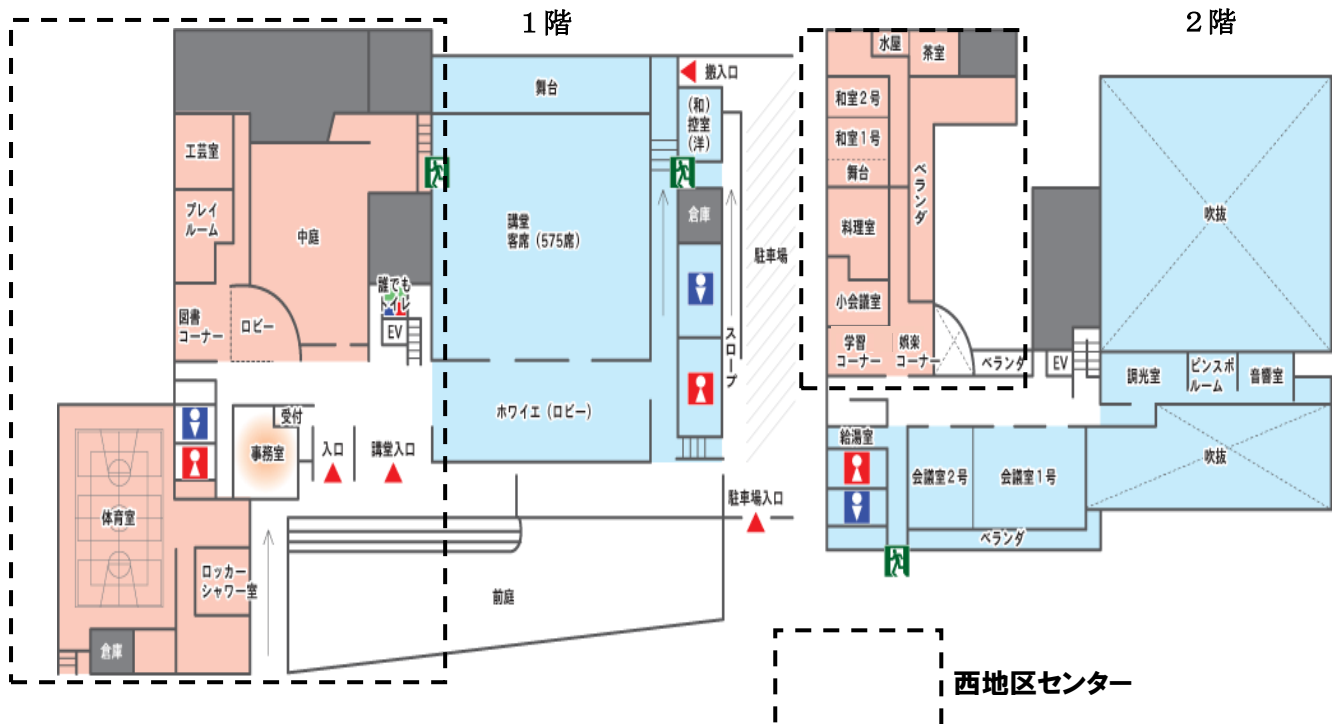 1階
2階
舞台
搬入口
(和)
控室
(洋)
工芸室
プレイ
ルーム
中庭
講堂
客席(575席)
倉庫
駐車場
誰でも
トイレ
EV
図書
コーナー
ロビー
スロープ
ホワイエ(ロビー)
受付
事務室
入口
講堂入口
駐車場入口
体育室
ロッカー
シャワー室
倉庫
前庭
水屋
茶室
和室2号
和室1号
舞台
ベランダ
料理室
小会議室
学習
コーナー
娯楽
コーナー
ベランダ
EV
吹抜
調光室
ピンスポ
ルーム
音響室
給湯室
会議室2号
会議室1号
吹抜
ベランダ
西地区センター